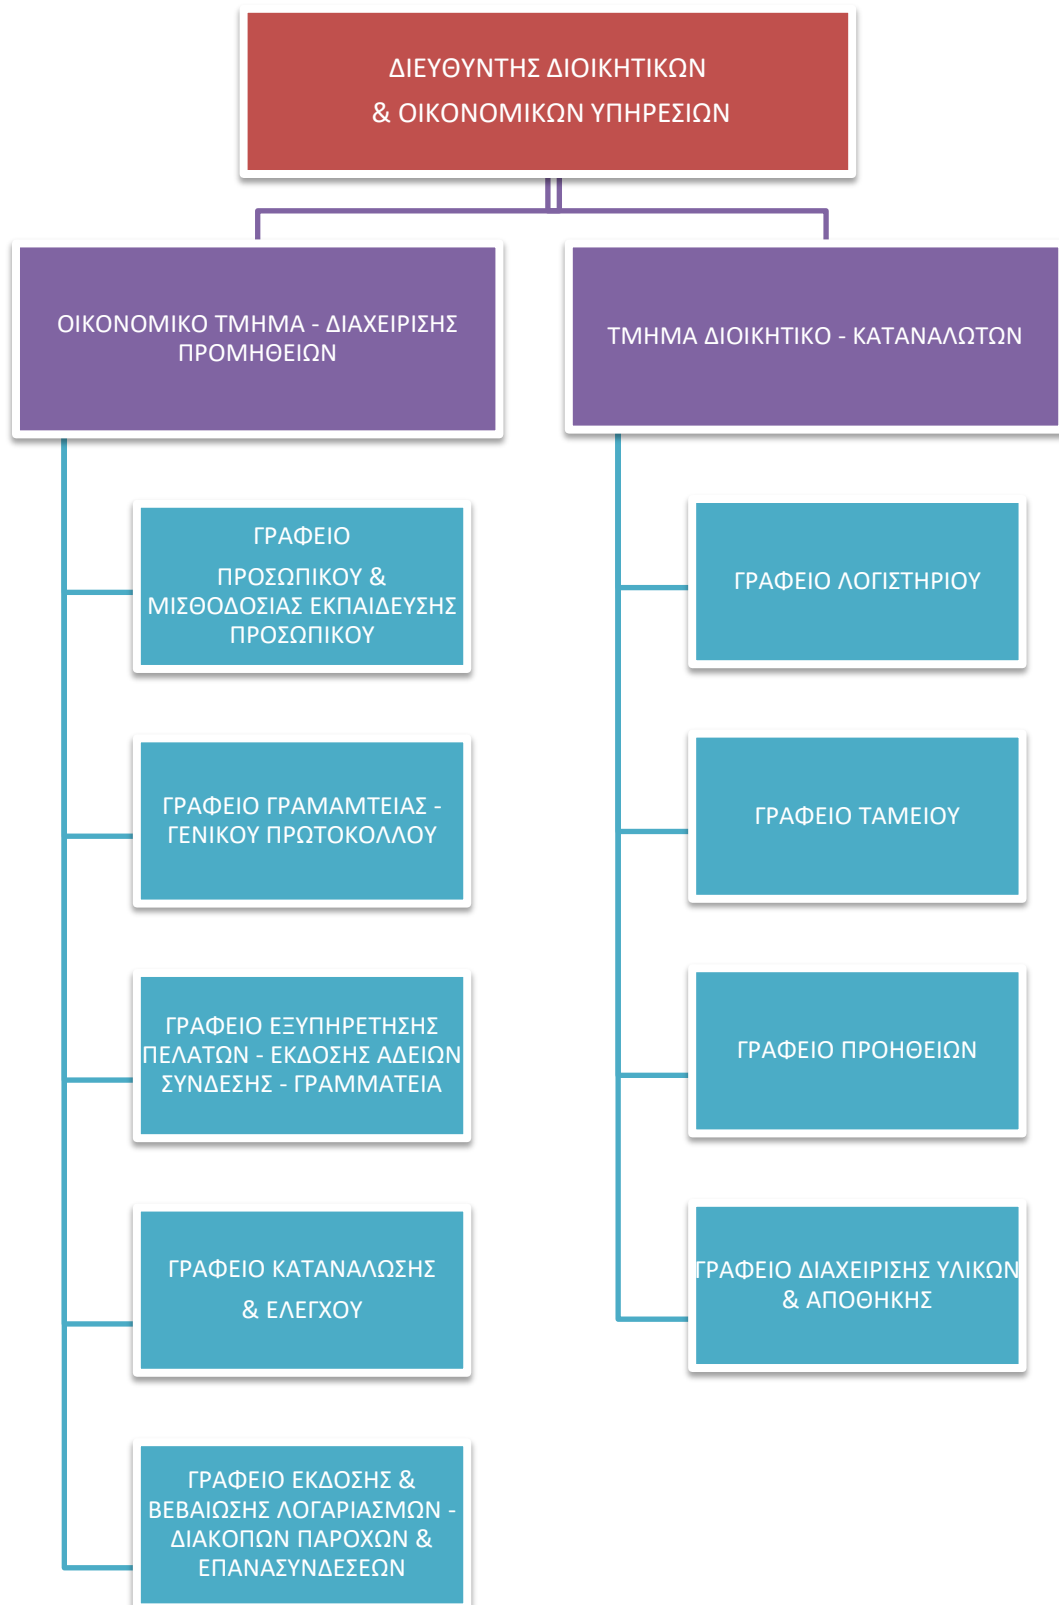 ΔΙΕΥΘΥΝΤΗΣ ΔΙΟΙΚΗΤΙΚΩΝ
& ΟΙΚΟΝΟΜΙΚΩΝ ΥΠΗΡΕΣΙΩΝ
ΟΙΚΟΝΟΜΙΚΟ ΤΜΗΜΑ - ΔΙΑΧΕΙΡΙΣΗΣ
ΠΡΟΜΗΘΕΙΩΝ
ΓΡΑΦΕΙΟ
ΠΡΟΣΩΠΙΚΟΥ &
ΜΙΣΘΟΔΟΣΙΑΣ ΕΚΠΑΙΔΕΥΣΗΣ
ΠΡΟΣΩΠΙΚΟΥ
ΓΡΑΦΕΙΟ ΓΡΑΜΑΜΤΕΙΑΣ -
ΓΕΝΙΚΟΥ ΠΡΩΤΟΚΟΛΛΟΥ
ΓΡΑΦΕΙΟ ΕΞΥΠΗΡΕΤΗΣΗΣ
ΠΕΛΑΤΩΝ - ΕΚΔΟΣΗΣ ΑΔΕΙΩΝ
ΣΥΝΔΕΣΗΣ - ΓΡΑΜΜΑΤΕΙΑ
ΓΡΑΦΕΙΟ ΚΑΤΑΝΑΛΩΣΗΣ
& ΕΛΕΓΧΟΥ
ΓΡΑΦΕΙΟ ΕΚΔΟΣΗΣ &
ΒΕΒΑΙΩΣΗΣ ΛΟΓΑΡΙΑΣΜΩΝ -
ΔΙΑΚΟΠΩΝ ΠΑΡΟΧΩΝ &
ΕΠΑΝΑΣΥΝΔΕΣΕΩΝ
ΤΜΗΜΑ ΔΙΟΙΚΗΤΙΚΟ - ΚΑΤΑΝΑΛΩΤΩΝ
ΓΡΑΦΕΙΟ ΛΟΓΙΣΤΗΡΙΟΥ
ΓΡΑΦΕΙΟ ΤΑΜΕΙΟΥ
ΓΡΑΦΕΙΟ ΠΡΟΗΘΕΙΩΝ
ΓΡΑΦΕΙΟ ΔΙΑΧΕΙΡΙΣΗΣ ΥΛΙΚΩΝ
& ΑΠΟΘΗΚΗΣ